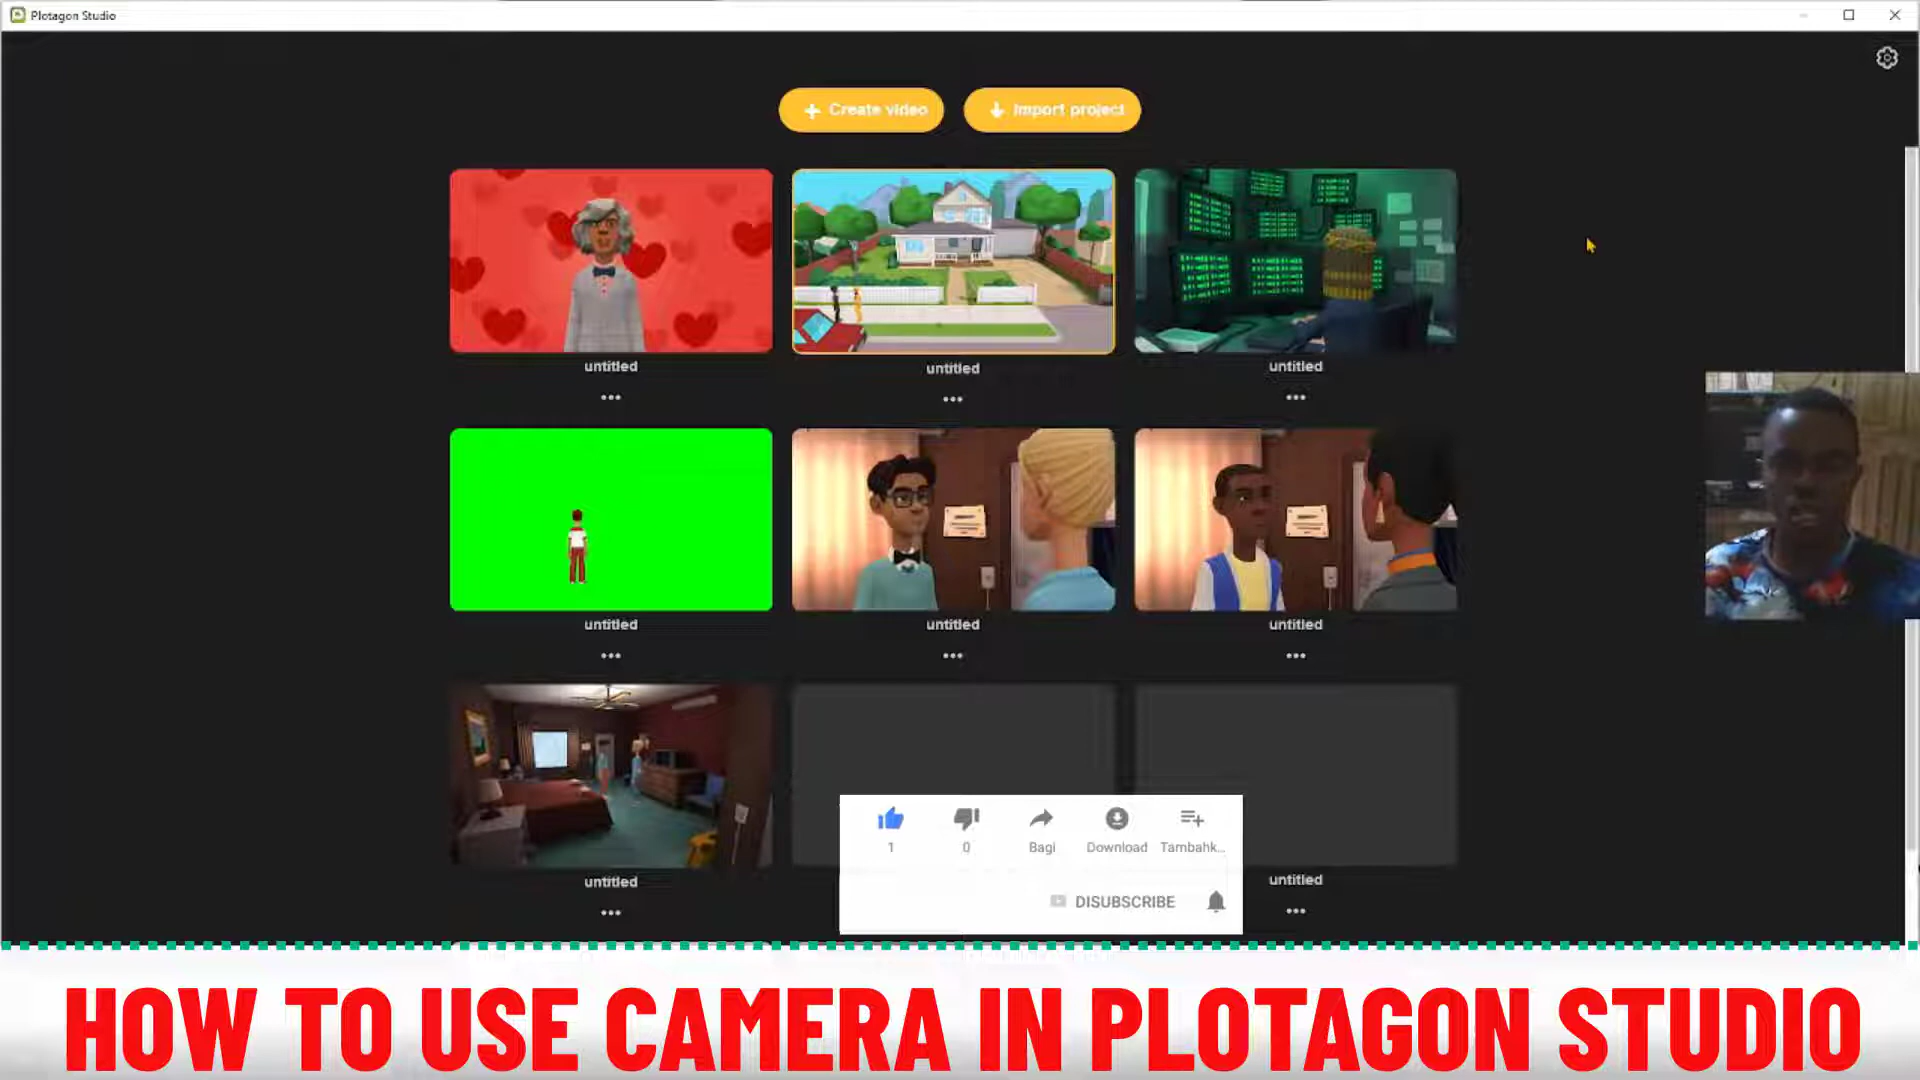 Plotagon Studio
+ Create video
Import project
untitled
untitled
untitled
untitled
untitled
untitled
untitled
untitled
1
0
Bagi
Download
Tambahk...
DISUBSCRIBE
HOW TO USE CAMERA IN PLOTAGON STUDIO